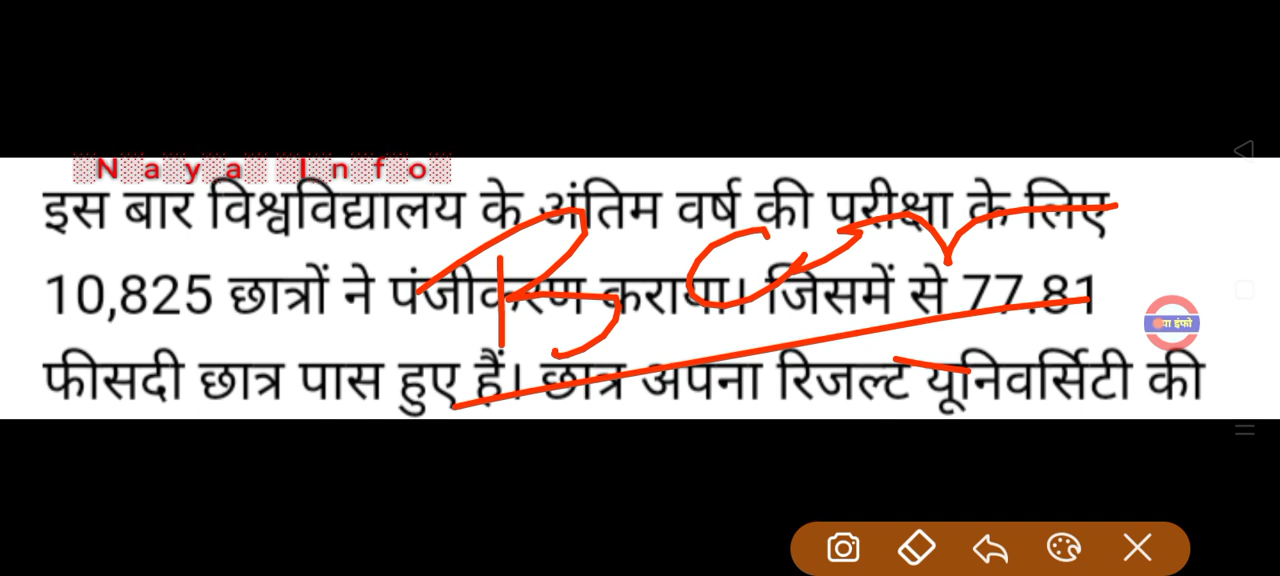 Naya Info
इस बार विश्वविद्यालय के अंतिम वर्ष की परीक्षा के लिए
10,825 छात्रों ने पंजीकरण कराया। जिसमें से 77.81
फीसदी छात्र पास हुए हैं। छात्र अपना रिजल्ट यूनिवर्सिटी की
इंफो